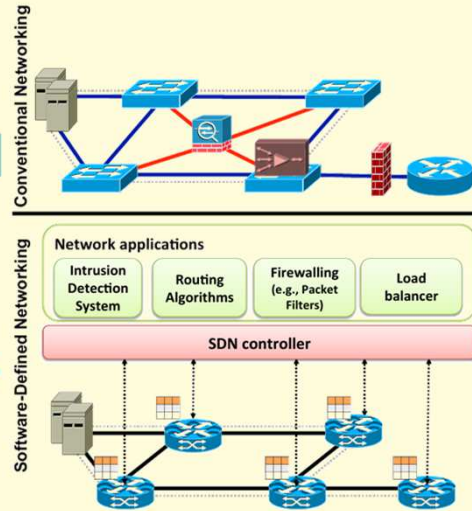 Conventional Networking
Software-Defined Networking
Network applications
Intrusion
Detection
System
Routing
Algorithms
Firewalling
(e.g., Packet
Filters)
Load
balancer
SDN controller